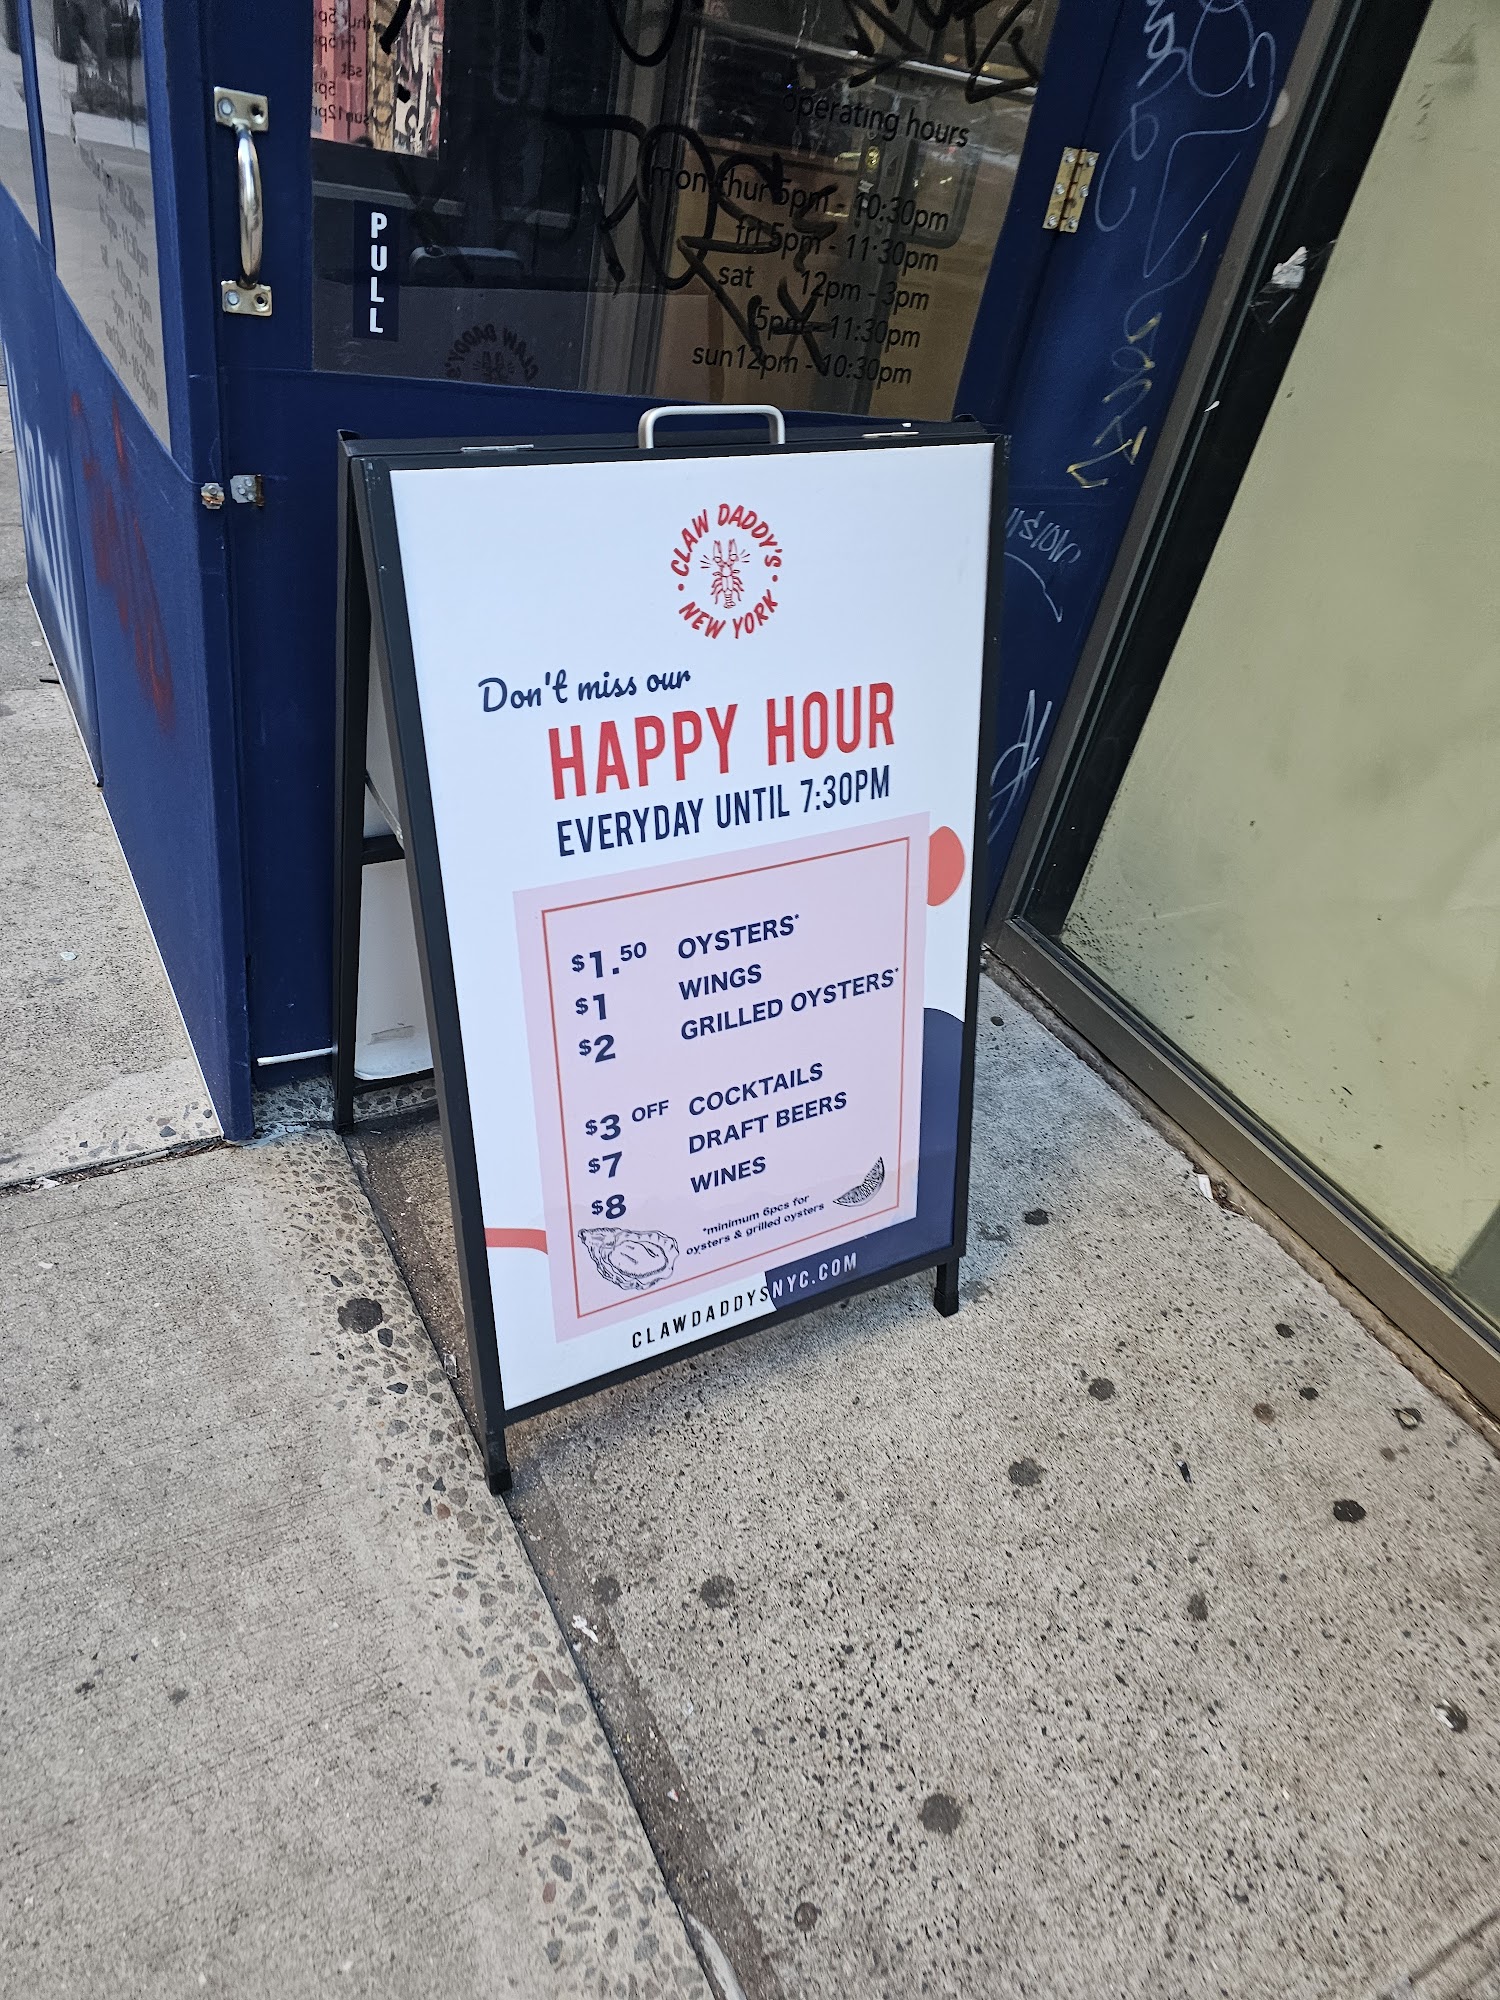 operating hours
mon-thur 5pm - 10:30pm
fri 5pm - 11:30pm
sat 12pm - 3pm
5pm - 11:30pm
sun 12pm - 10:30pm
PULL
CLAW DADDY'S
NEW YORK
Don't miss our
HAPPY HOUR
EVERYDAY UNTIL 7:30PM
$1.50 OYSTERS*
$1 WINGS
$2 GRILLED OYSTERS*
$3 OFF COCKTAILS
$7 DRAFT BEERS
$8 WINES
*minimum 6pcs for
oysters & grilled oysters
CLAWDADDYSNYC.COM